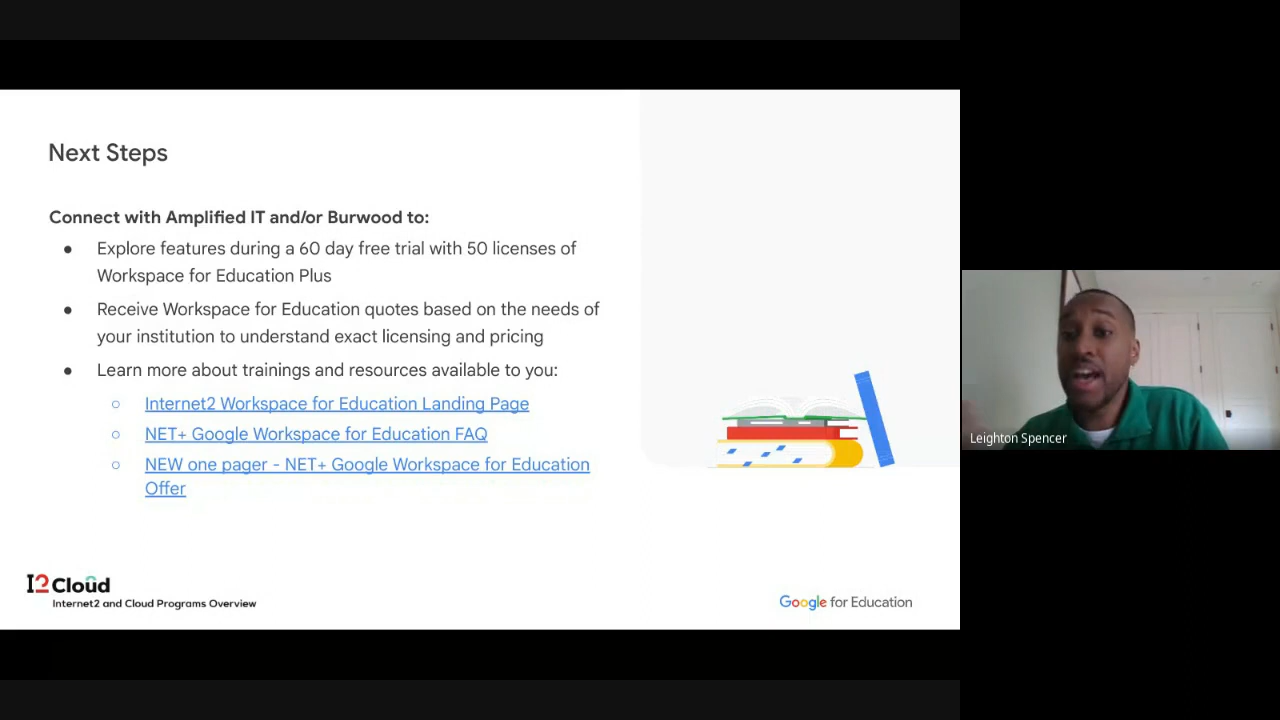 Next Steps
Connect with Amplified IT and/or Burwood to:
● Explore features during a 60 day free trial with 50 licenses of
Workspace for Education Plus
● Receive Workspace for Education quotes based on the needs of
your institution to understand exact licensing and pricing
● Learn more about trainings and resources available to you:
○ Internet2 Workspace for Education Landing Page
○ NET+ Google Workspace for Education FAQ
○ NEW one pager - NET+ Google Workspace for Education
Offer
Leighton Spencer
I2 Cloud
Internet2 and Cloud Programs Overview
Google for Education